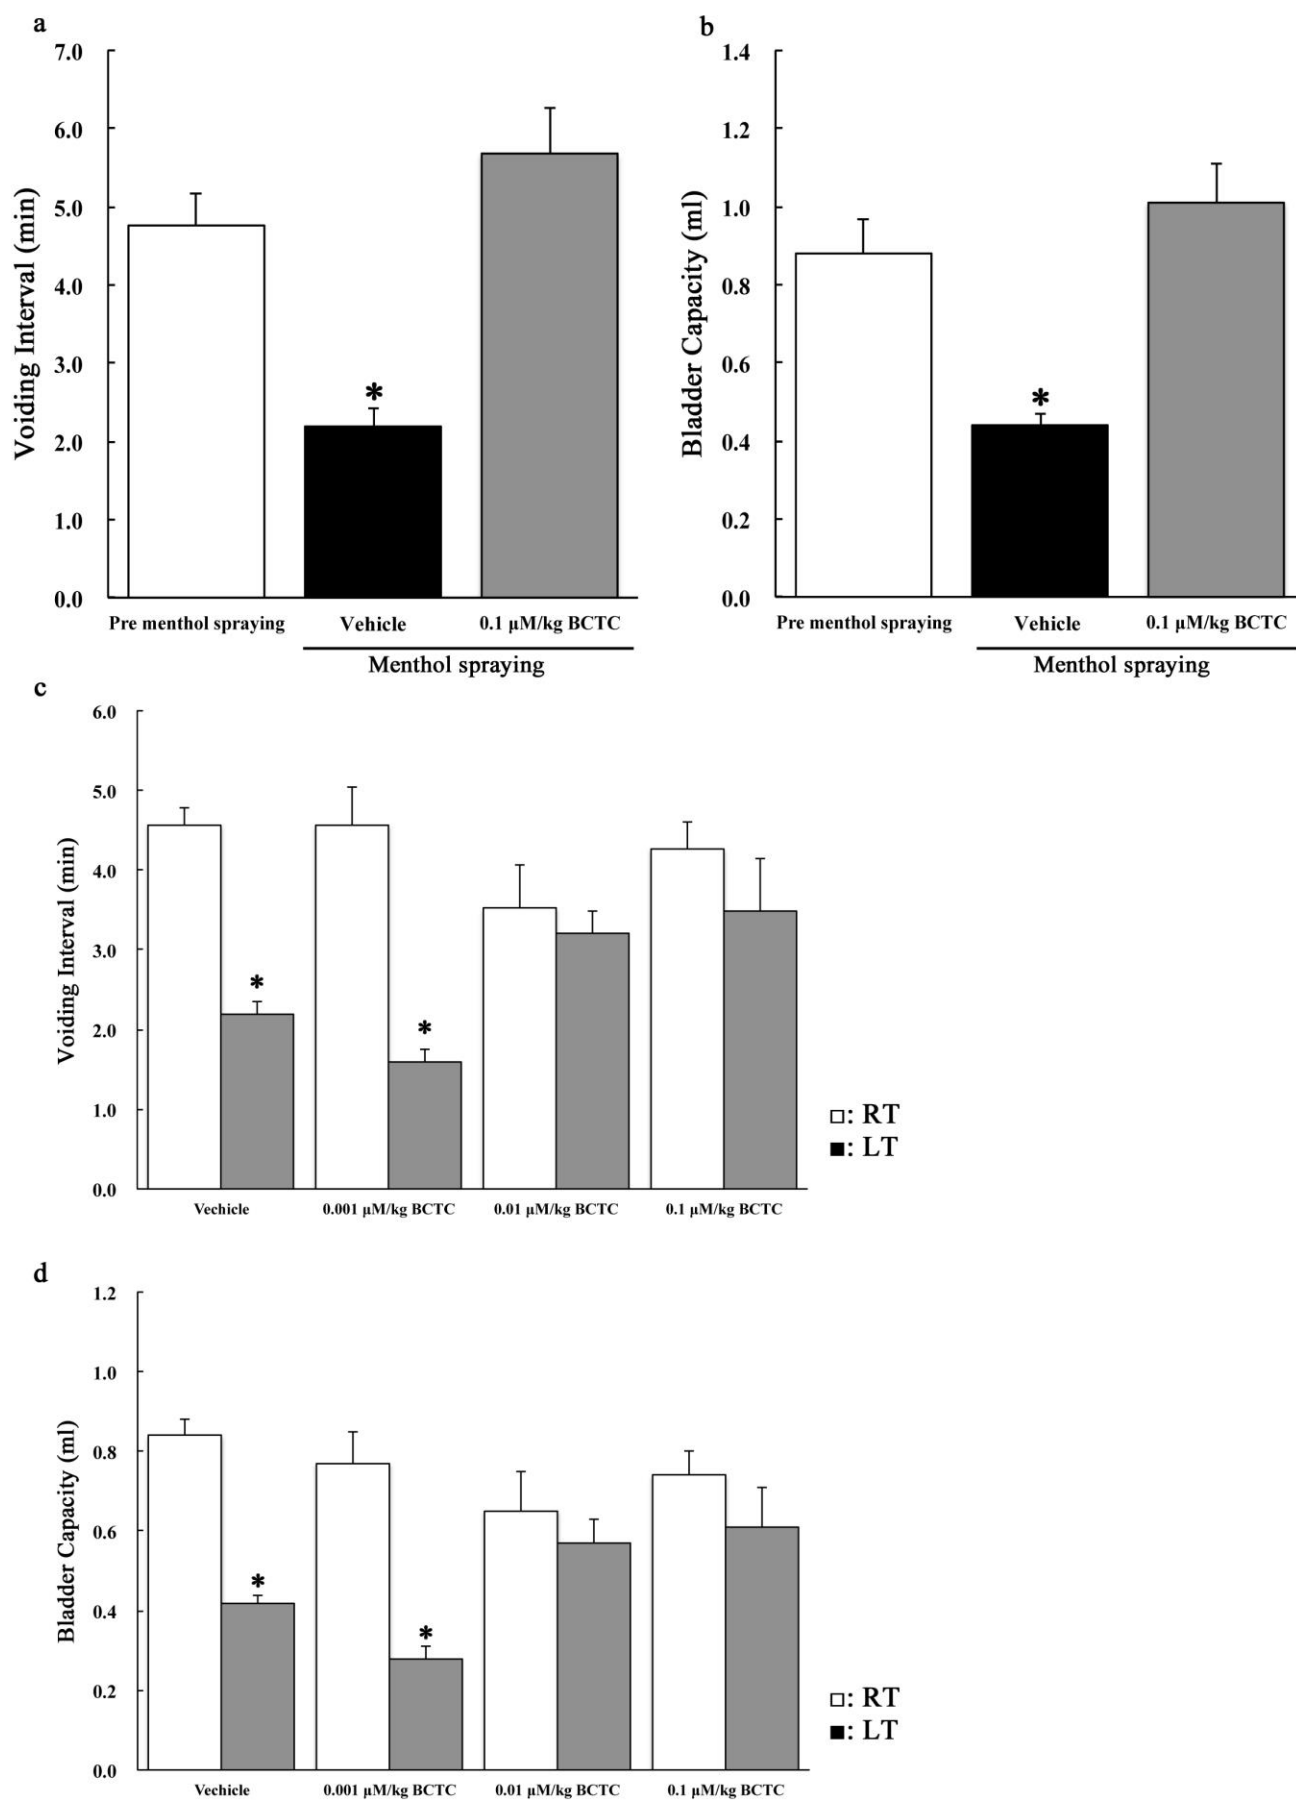 a
7.0
6.0
5.0
4.0
3.0
2.0
1.0
0.0
Voiding Interval (min)
*
Pre menthol spraying Vehicle 0.1 μM/kg BCTC
Menthol spraying
b
1.4
1.2
1.0
0.8
0.6
0.4
0.2
0.0
Bladder Capacity (ml)
*
Pre menthol spraying Vehicle 0.1 μM/kg BCTC
Menthol spraying
c
6.0
5.0
4.0
3.0
2.0
1.0
0.0
Voiding Interval (min)
*
*
Vechicle 0.001 μM/kg BCTC 0.01 μM/kg BCTC 0.1 μM/kg BCTC
□: RT
■: LT
d
1.2
1.0
0.8
0.6
0.4
0.2
0.0
Bladder Capacity (ml)
*
*
Vechicle 0.001 μM/kg BCTC 0.01 μM/kg BCTC 0.1 μM/kg BCTC
□: RT
■: LT